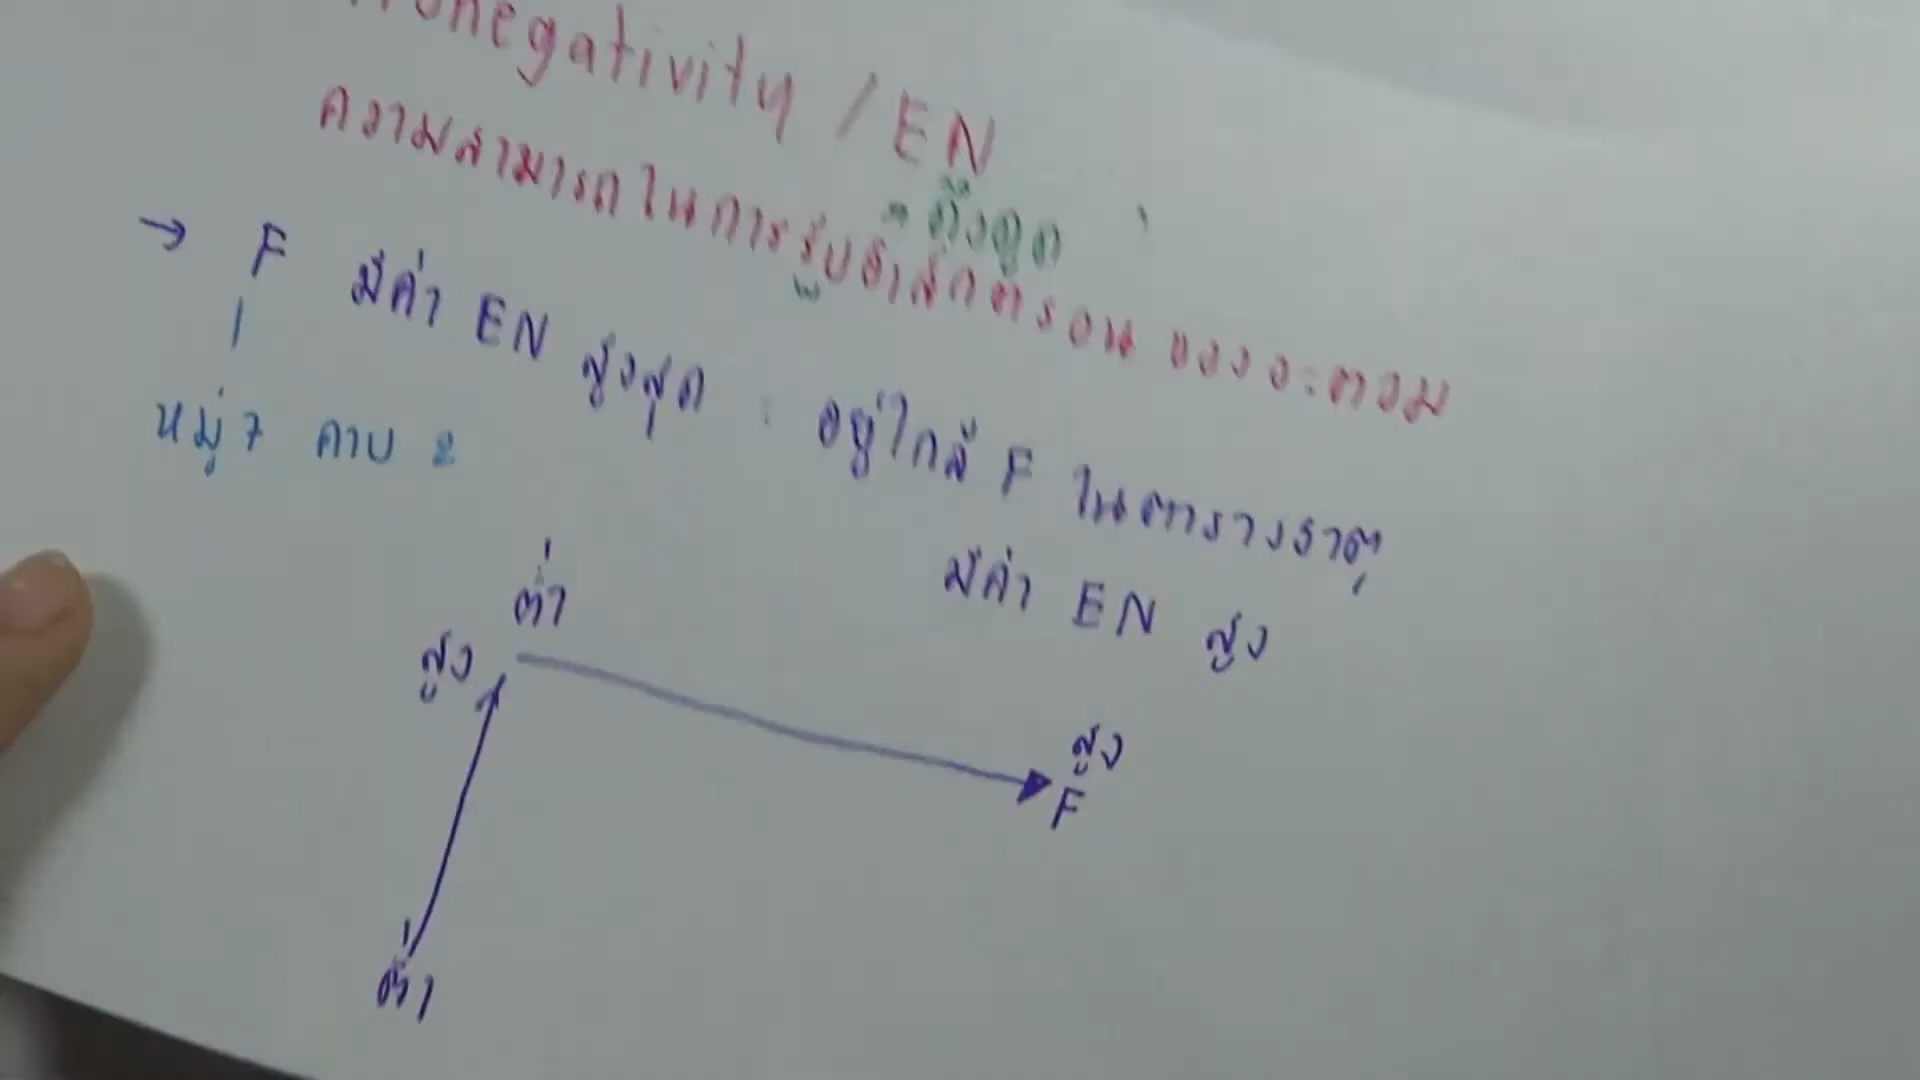 onegativity / EN
ความสามารถในการรับอิเล็กตรอน ของอะตอม
"ดึงดูด"
→ F มีค่า EN สูงสุด : อยู่ใกล้ F ในตารางธาตุ
มีค่า EN สูง
หมู่ 7 คาบ 2
ต่ำ
สูง
สูง
F
ต่ำ